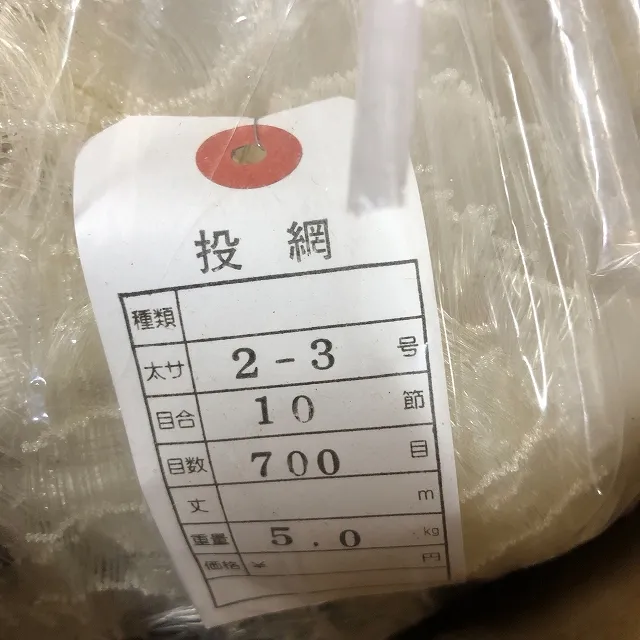 投網
種類
太サ 2-3 号
目合 10 節
目数 700 目
丈 m
重量 5.0 kg
価格 ¥ 円